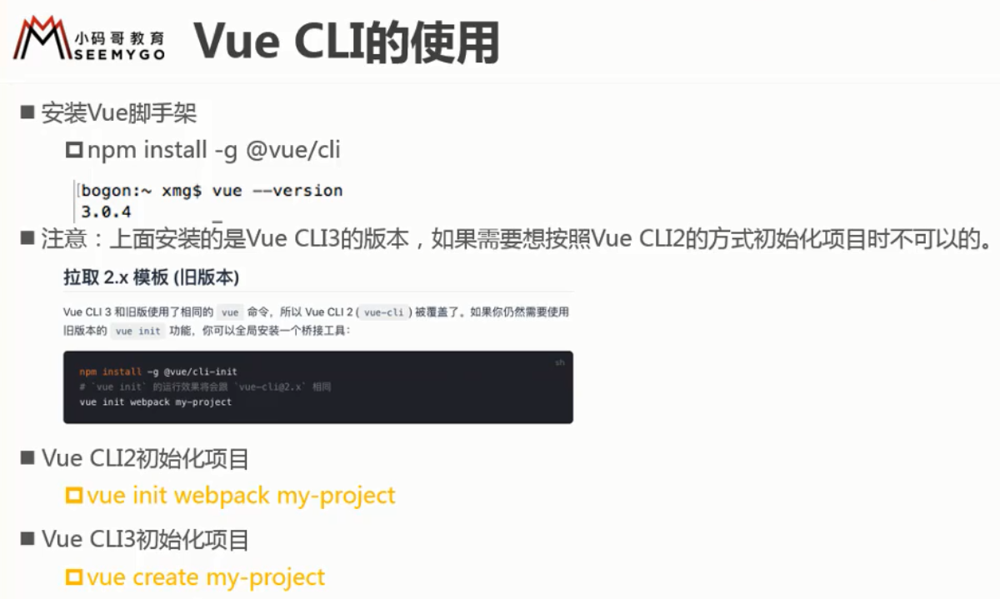 小码哥教育
SEEMYGO
Vue CLI的使用
安装Vue脚手架
npm install -g @vue/cli
[bogon:~ xmg$ vue --version
3.0.4
注意：上面安装的是Vue CLI3的版本，如果需要想按照Vue CLI2的方式初始化项目时不可以的。
拉取 2.x 模板 (旧版本)
Vue CLI 3 和旧版使用了相同的 vue 命令，所以 Vue CLI 2 ( vue-cli ) 被覆盖了。如果你仍然需要使用
旧版本的 vue init 功能，你可以全局安装一个桥接工具：
sh
npm install -g @vue/cli-init
# `vue init` 的运行效果将会跟 `vue-cli@2.x` 相同
vue init webpack my-project
Vue CLI2初始化项目
vue init webpack my-project
Vue CLI3初始化项目
vue create my-project